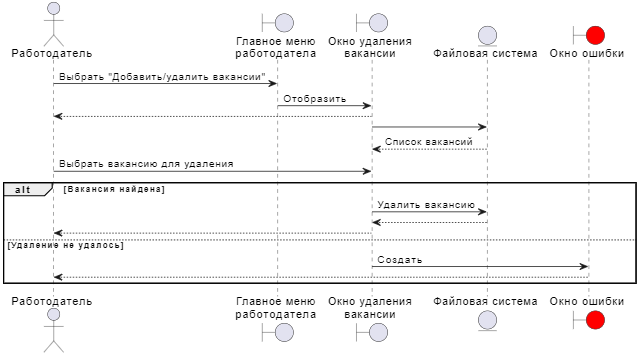 Работодатель
Главное меню
работодателя
Окно удаления
вакансии
Файловая система
Окно ошибки
Выбрать "Добавить/удалить вакансии"
Отобразить
Список вакансий
Выбрать вакансию для удаления
alt
[Вакансия найдена]
Удалить вакансию
[Удаление не удалось]
Создать
Работодатель
Главное меню
работодателя
Окно удаления
вакансии
Файловая система
Окно ошибки